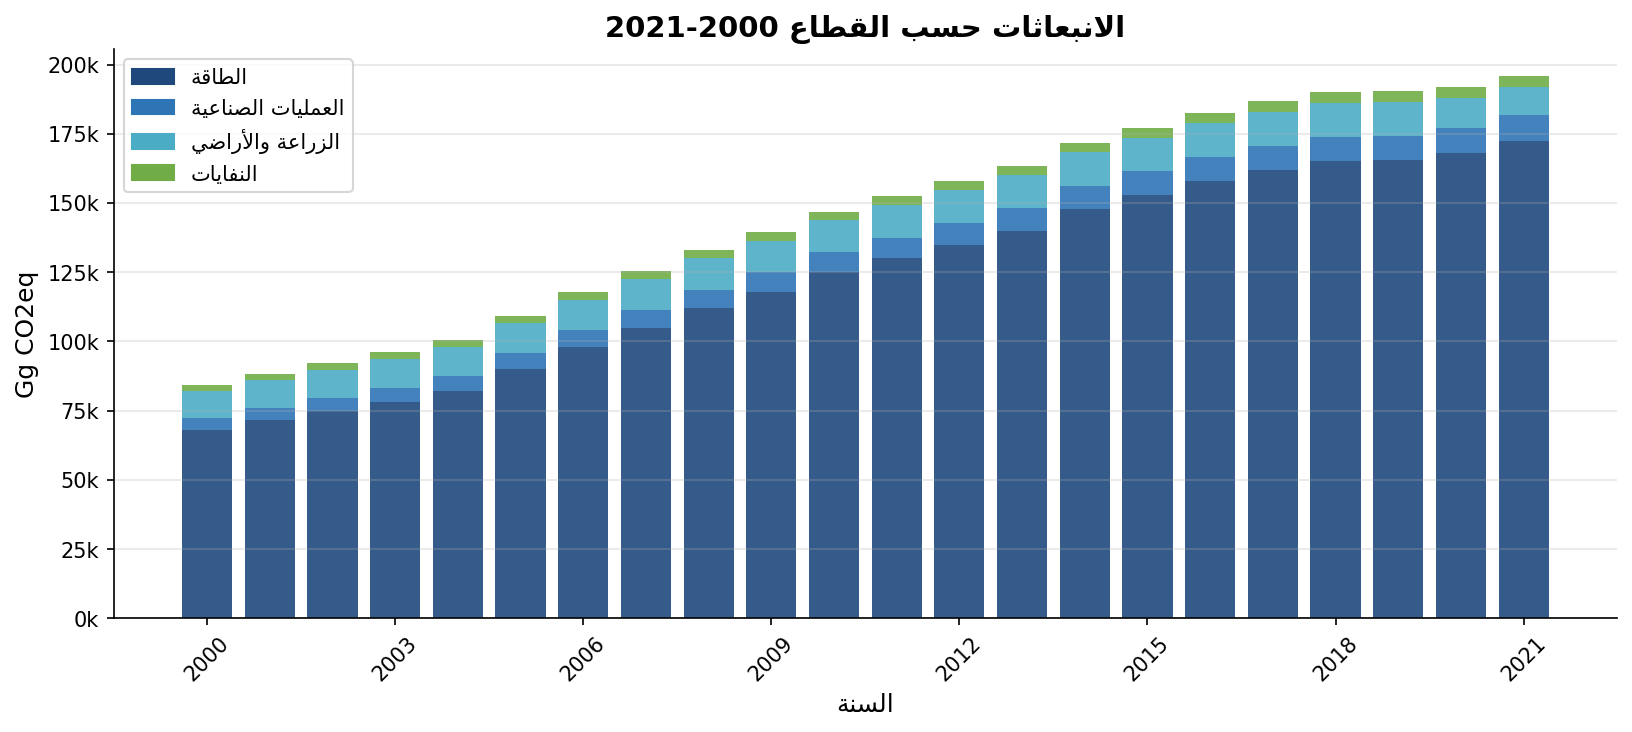 الانبعاثات حسب القطاع 2000-2021
الطاقة
العمليات الصناعية
الزراعة والأراضي
النفايات
Gg CO2eq
200k
175k
150k
125k
100k
75k
50k
25k
0k
2000
2003
2006
2009
2012
2015
2018
2021
السنة